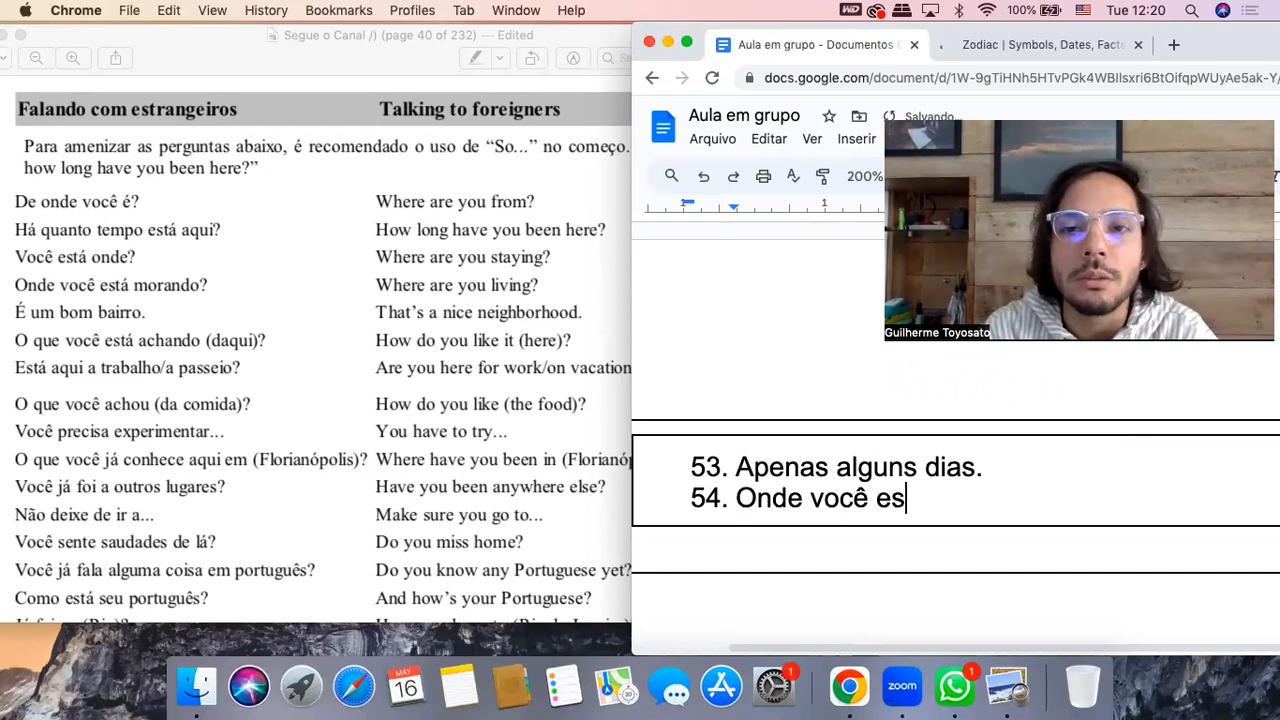 Chrome File Edit View History Bookmarks Profiles Tab Window Help 100% Tue 12:20
Segue o Canal /) (page 40 of 232) — Edited
Falando com estrangeiros Talking to foreigners
Para amenizar as perguntas abaixo, é recomendado o uso de “So...” no começo.
how long have you been here?”
De onde você é? Where are you from?
Há quanto tempo está aqui? How long have you been here?
Você está onde? Where are you staying?
Onde você está morando? Where are you living?
É um bom bairro. That’s a nice neighborhood.
O que você está achando (daqui)? How do you like it (here)?
Está aqui a trabalho/a passeio? Are you here for work/on vacation
O que você achou (da comida)? How do you like (the food)?
Você precisa experimentar... You have to try...
O que você já conhece aqui em (Florianópolis)? Where have you been in (Florianóp
Você já foi a outros lugares? Have you been anywhere else?
Não deixe de ir a... Make sure you go to...
Você sente saudades de lá? Do you miss home?
Você já fala alguma coisa em português? Do you know any Portuguese yet?
Como está seu português? And how’s your Portuguese?
Aula em grupo - Documentos Zodiac | Symbols, Dates, Facts
docs.google.com/document/d/1W-9gTiHNh5HTvPGk4WBIlsxri6BtOifqpWUyAe5ak-Y/
Aula em grupo Salvando...
Arquivo Editar Ver Inserir
200%
1 1
Guilherme Toyosato
53. Apenas alguns dias.
54. Onde você es
MAY
16
zoom
1
1